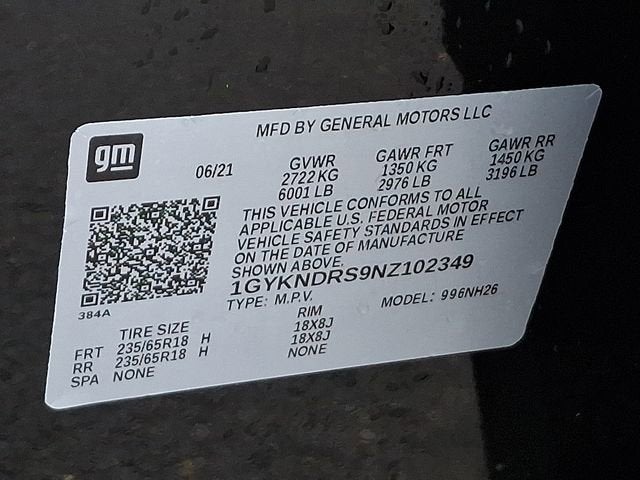 MFD BY GENERAL MOTORS LLC
gm
06/21
GVWR GAWR FRT GAWR RR
2722 KG 1350 KG 1450 KG
6001 LB 2976 LB 3196 LB
THIS VEHICLE CONFORMS TO ALL
APPLICABLE U.S. FEDERAL MOTOR
VEHICLE SAFETY STANDARDS IN EFFECT
ON THE DATE OF MANUFACTURE
SHOWN ABOVE.
1GYKNDRS9NZ102349
TYPE: M.P.V. MODEL: 996NH26
384A
TIRE SIZE RIM
FRT 235/65R18 H 18X8J
RR 235/65R18 H 18X8J
SPA NONE NONE